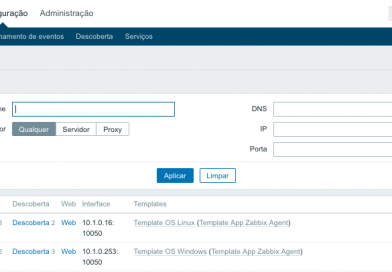 guração Administração
namento de eventos Descoberta Serviços
me DNS
or Qualquer Servidor Proxy IP
Porta
Aplicar Limpar
Descoberta Web Interface Templates
Descoberta 2 Web 10.1.0.16: Template OS Linux (Template App Zabbix Agent)
10050
2 Descoberta 3 Web 10.1.0.253: Template OS Windows (Template App Zabbix Agent)
10050